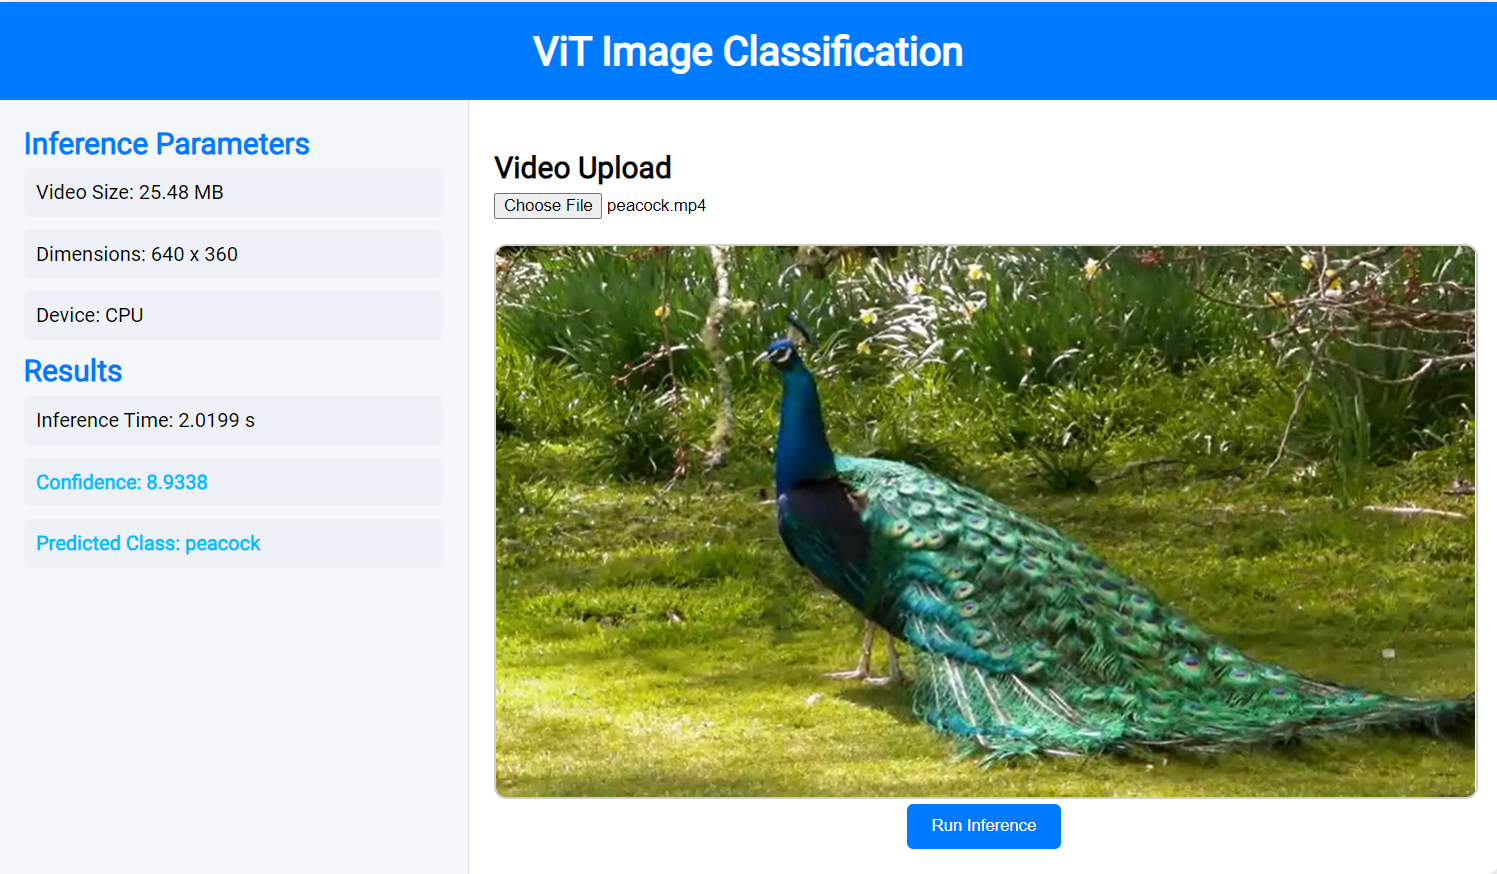 ViT Image Classification
Inference Parameters
Video Size: 25.48 MB
Dimensions: 640 x 360
Device: CPU
Results
Inference Time: 2.0199 s
Confidence: 8.9338
Predicted Class: peacock
Video Upload
Choose File peacock.mp4
Run Inference